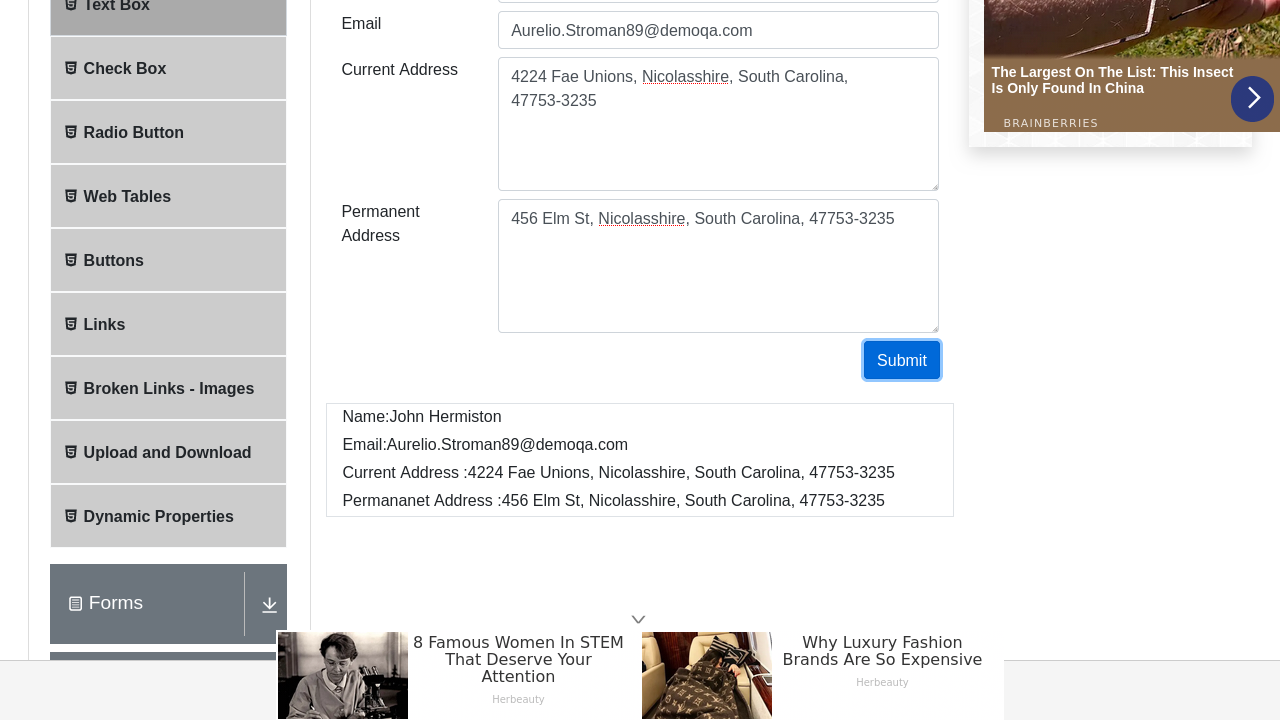 Text Box
Check Box
Radio Button
Web Tables
Buttons
Links
Broken Links - Images
Upload and Download
Dynamic Properties
Forms
Email
Aurelio.Stroman89@demoqa.com
Current Address
4224 Fae Unions, Nicolasshire, South Carolina,
47753-3235
Permanent
Address
456 Elm St, Nicolasshire, South Carolina, 47753-3235
Submit
Name:John Hermiston
Email:Aurelio.Stroman89@demoqa.com
Current Address :4224 Fae Unions, Nicolasshire, South Carolina, 47753-3235
Permananet Address :456 Elm St, Nicolasshire, South Carolina, 47753-3235
The Largest On The List: This Insect
Is Only Found In China
BRAINBERRIES
8 Famous Women In STEM
That Deserve Your
Attention
Herbeauty
Why Luxury Fashion
Brands Are So Expensive
Herbeauty